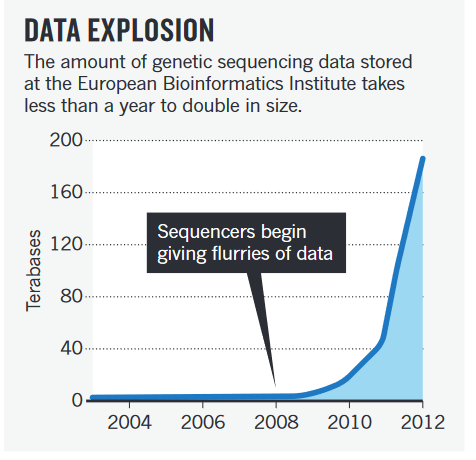 DATA EXPLOSION
The amount of genetic sequencing data stored
at the European Bioinformatics Institute takes
less than a year to double in size.
200
160
120
80
40
0
Terabases
Sequencers begin
giving flurries of data
2004 2006 2008 2010 2012